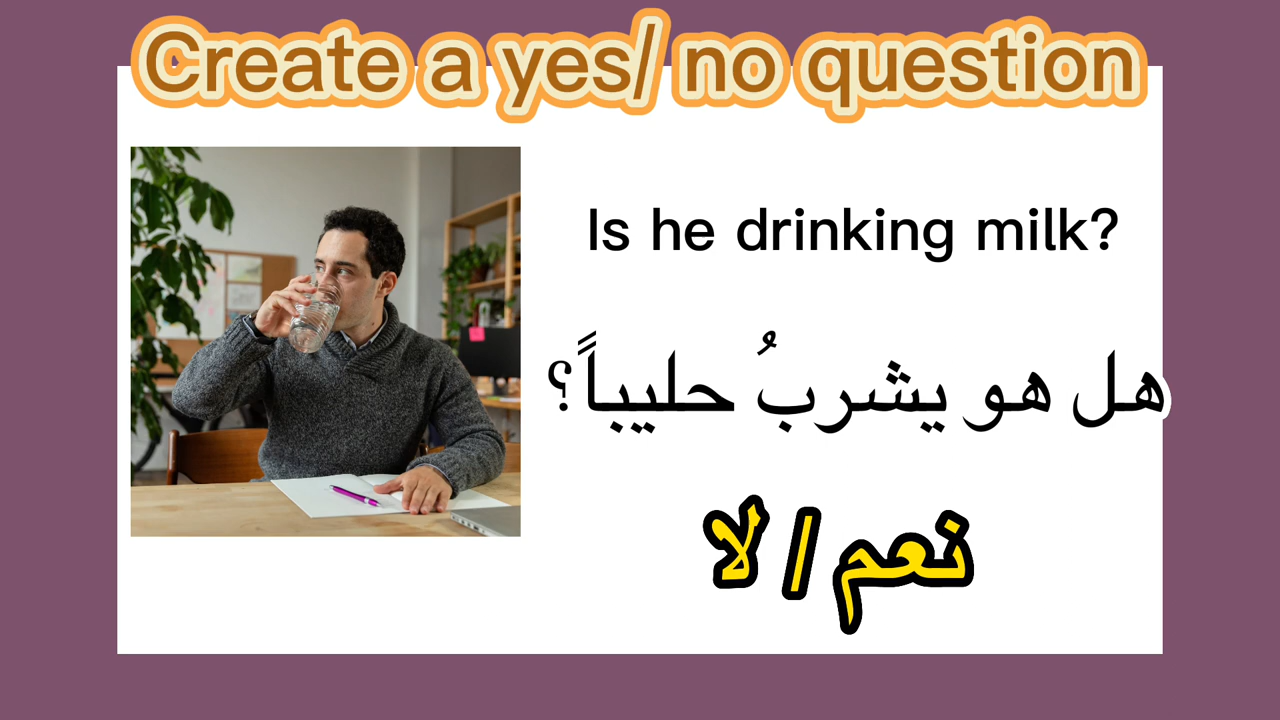 Create a yes/ no question
Is he drinking milk?
هل هو يشربُ حليباً؟
نعم / لا